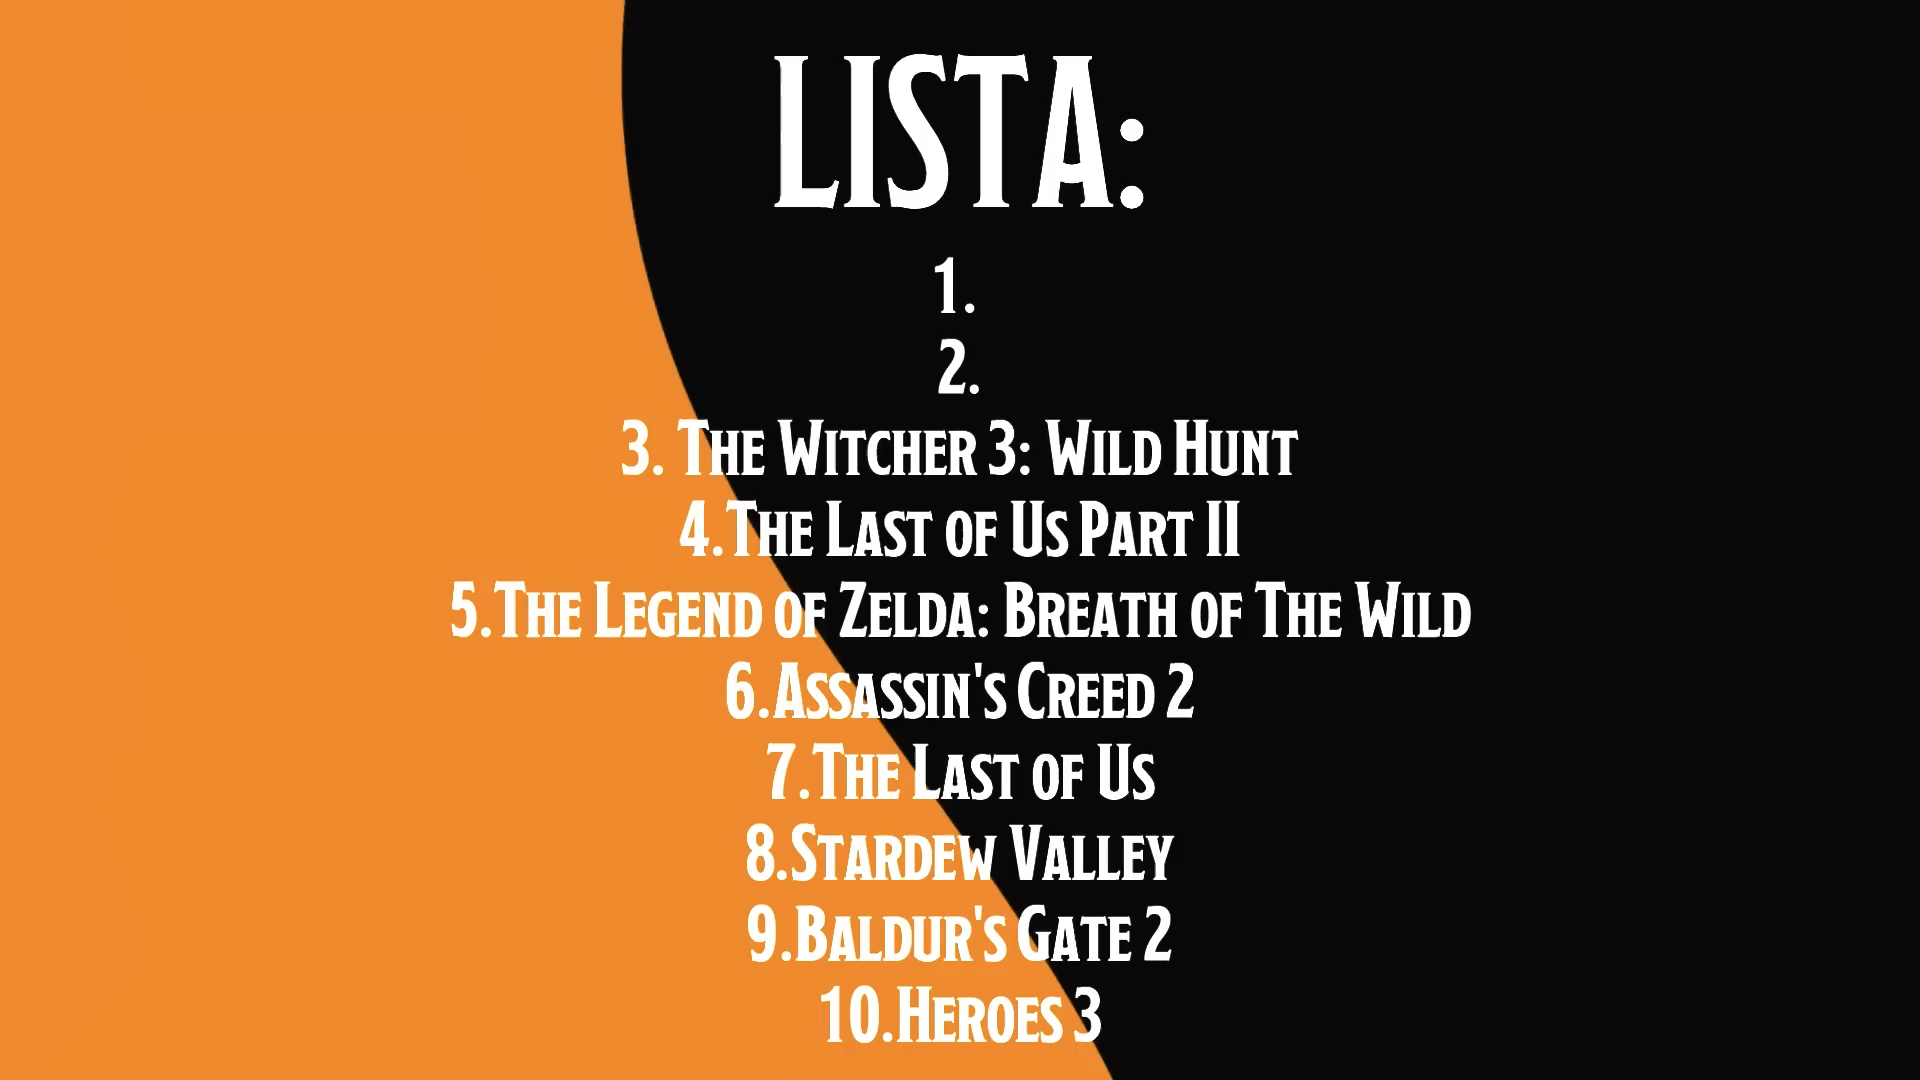 LISTA:
1.
2.
3. The Witcher 3: Wild Hunt
4.The Last of Us Part II
5.The Legend of Zelda: Breath of The Wild
6.Assassin's Creed 2
7.The Last of Us
8.Stardew Valley
9.Baldur's Gate 2
10.Heroes 3